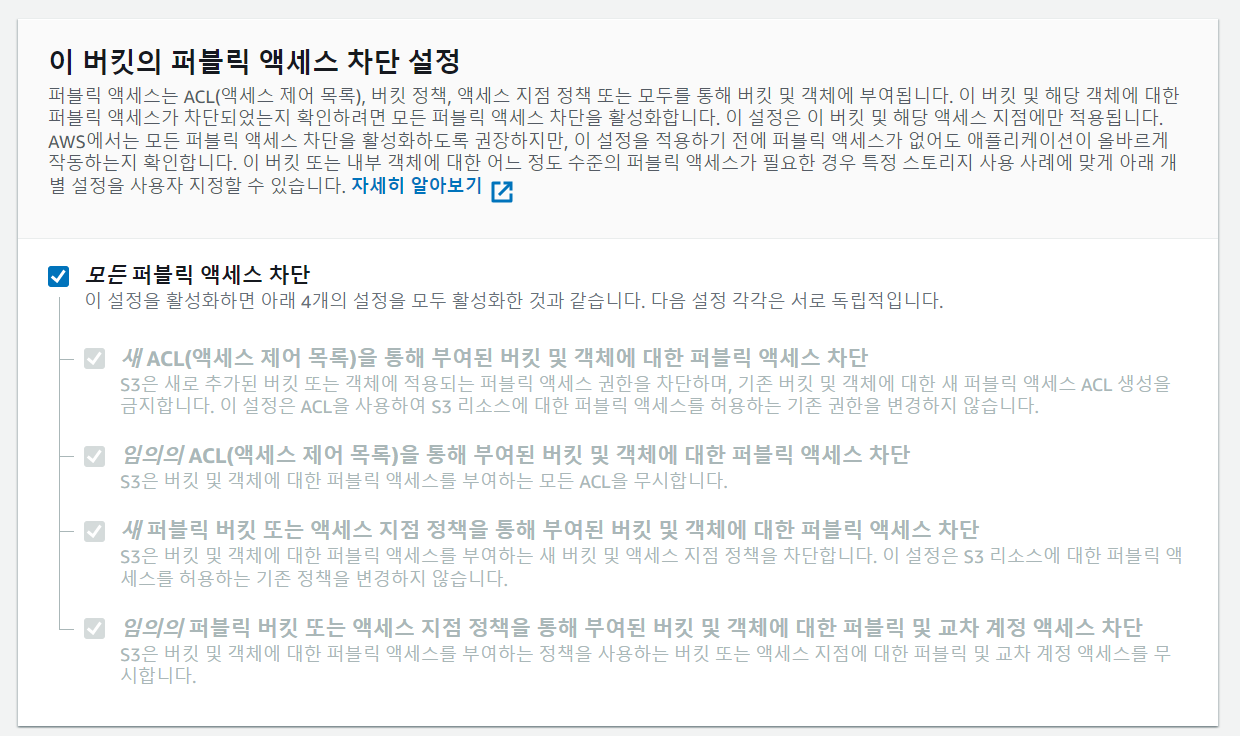 이 버킷의 퍼블릭 액세스 차단 설정
퍼블릭 액세스는 ACL(액세스 제어 목록), 버킷 정책, 액세스 지점 정책 또는 모두를 통해 버킷 및 객체에 부여됩니다. 이 버킷 및 해당 객체에 대한
퍼블릭 액세스가 차단되었는지 확인하려면 모든 퍼블릭 액세스 차단을 활성화합니다. 이 설정은 이 버킷 및 해당 액세스 지점에만 적용됩니다.
AWS에서는 모든 퍼블릭 액세스 차단을 활성화하도록 권장하지만, 이 설정을 적용하기 전에 퍼블릭 액세스가 없어도 애플리케이션이 올바르게
작동하는지 확인합니다. 이 버킷 또는 내부 객체에 대한 어느 정도 수준의 퍼블릭 액세스가 필요한 경우 특정 스토리지 사용 사례에 맞게 아래 개
별 설정을 사용자 지정할 수 있습니다. 자세히 알아보기
모든 퍼블릭 액세스 차단
이 설정을 활성화하면 아래 4개의 설정을 모두 활성화한 것과 같습니다. 다음 설정 각각은 서로 독립적입니다.
새 ACL(액세스 제어 목록)을 통해 부여된 버킷 및 객체에 대한 퍼블릭 액세스 차단
S3은 새로 추가된 버킷 또는 객체에 적용되는 퍼블릭 액세스 권한을 차단하며, 기존 버킷 및 객체에 대한 새 퍼블릭 액세스 ACL 생성을
금지합니다. 이 설정은 ACL을 사용하여 S3 리소스에 대한 퍼블릭 액세스를 허용하는 기존 권한을 변경하지 않습니다.
임의의 ACL(액세스 제어 목록)을 통해 부여된 버킷 및 객체에 대한 퍼블릭 액세스 차단
S3은 버킷 및 객체에 대한 퍼블릭 액세스를 부여하는 모든 ACL을 무시합니다.
새 퍼블릭 버킷 또는 액세스 지점 정책을 통해 부여된 버킷 및 객체에 대한 퍼블릭 액세스 차단
S3은 버킷 및 객체에 대한 퍼블릭 액세스를 부여하는 새 버킷 및 액세스 지점 정책을 차단합니다. 이 설정은 S3 리소스에 대한 퍼블릭 액
세스를 허용하는 기존 정책을 변경하지 않습니다.
임의의 퍼블릭 버킷 또는 액세스 지점 정책을 통해 부여된 버킷 및 객체에 대한 퍼블릭 및 교차 계정 액세스 차단
S3은 버킷 및 객체에 대한 퍼블릭 액세스를 부여하는 정책을 사용하는 버킷 또는 액세스 지점에 대한 퍼블릭 및 교차 계정 액세스를 무
시합니다.